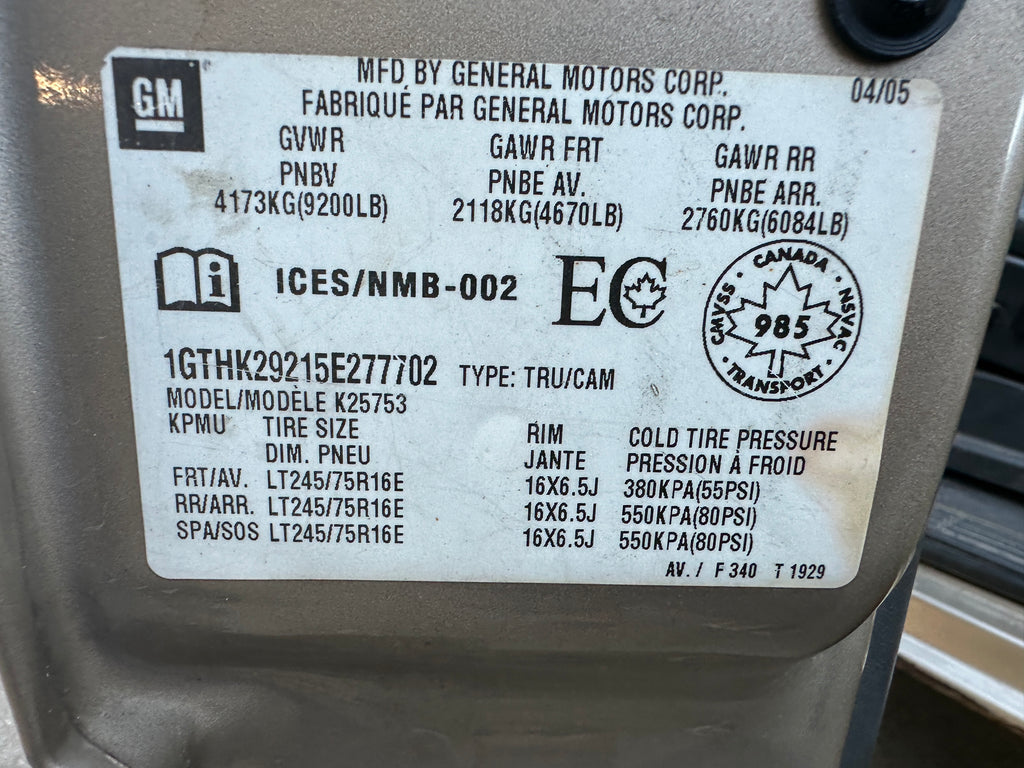 GM
MFD BY GENERAL MOTORS CORP.
04/05
FABRIQUÉ PAR GENERAL MOTORS CORP.
GVWR GAWR FRT GAWR RR
PNBV PNBE AV. PNBE ARR.
4173KG(9200LB) 2118KG(4670LB) 2760KG(6084LB)
i ICES/NMB-002 EC
CANADA
CMVSS · NSVAC
985
TRANSPORT
1GTHK29215E277702 TYPE: TRU/CAM
MODEL/MODÈLE K25753
KPMU TIRE SIZE RIM COLD TIRE PRESSURE
DIM. PNEU JANTE PRESSION À FROID
FRT/AV. LT245/75R16E 16X6.5J 380KPA(55PSI)
RR/ARR. LT245/75R16E 16X6.5J 550KPA(80PSI)
SPA/SOS LT245/75R16E 16X6.5J 550KPA(80PSI)
AV. / F 340 T 1929